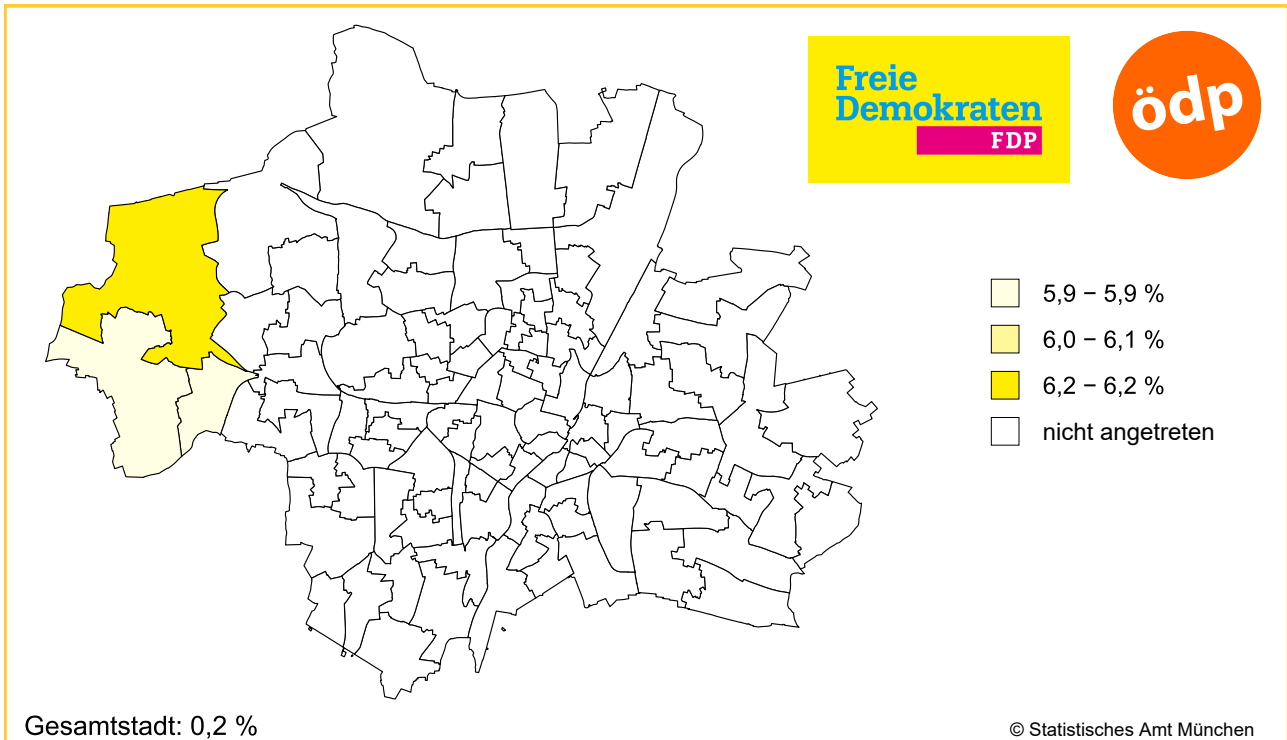 Freie
Demokraten
FDP
ödp
5,9 – 5,9 %
6,0 – 6,1 %
6,2 – 6,2 %
nicht angetreten
Gesamtstadt: 0,2 %
© Statistisches Amt München